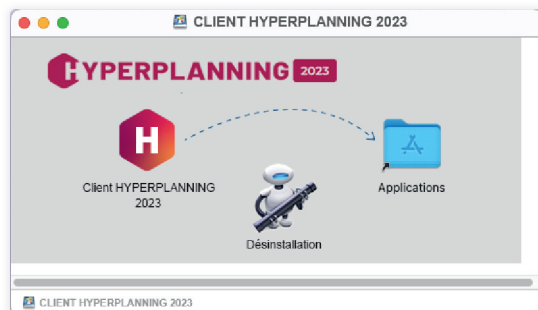 CLIENT HYPERPLANNING 2023
HYPERPLANNING 2023
H
Client HYPERPLANNING
2023
Applications
Désinstallation
CLIENT HYPERPLANNING 2023